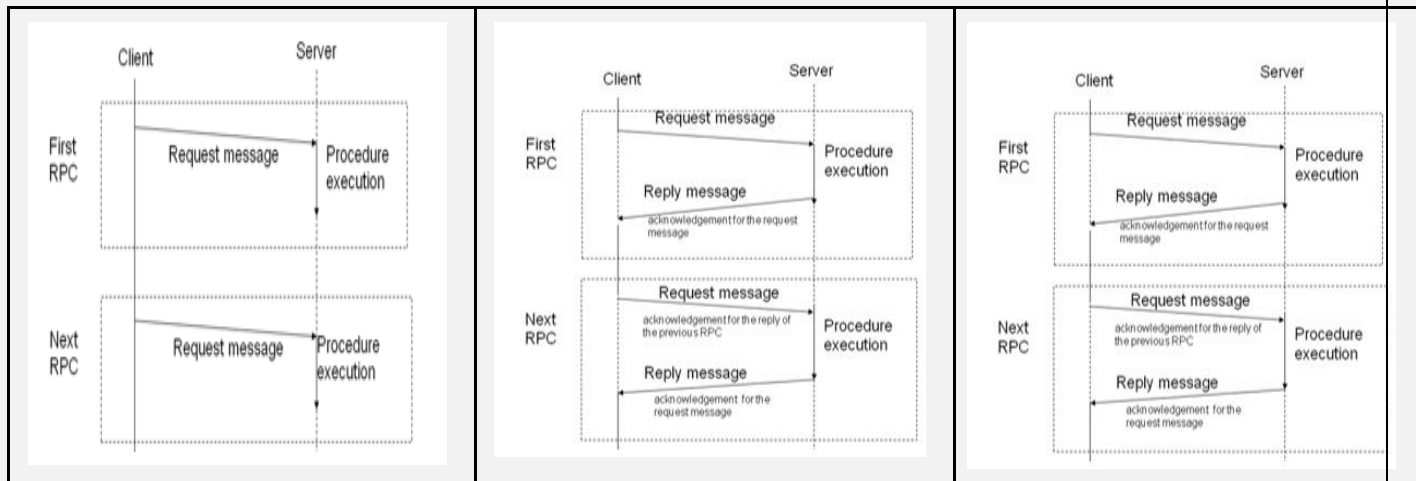 Client
Server
First
RPC
Request message
Procedure
execution
Next
RPC
Request message
Procedure
execution
Client
Server
First
RPC
Request message
Procedure
execution
Reply message
acknowledgement for the request
message
Next
RPC
Request message
acknowledgement for the reply of
the previous RPC
Procedure
execution
Reply message
acknowledgement for the
request message
Client
Server
First
RPC
Request message
Procedure
execution
Reply message
acknowledgement for the request
message
Next
RPC
Request message
acknowledgement for the reply of
the previous RPC
Procedure
execution
Reply message
acknowledgement for the
request message